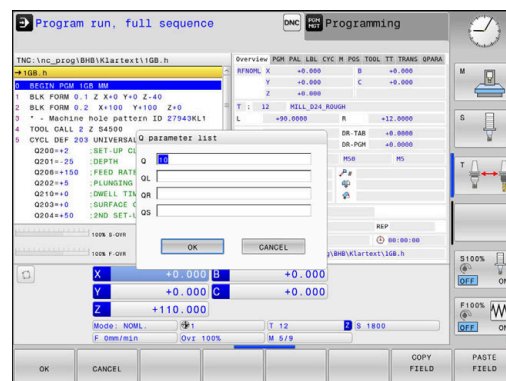 Program run, full sequence
DNC
PGM MGT
Programming
TNC:\nc_prog\BHB\Klartext\1GB.h
→1GB.h
0 BEGIN PGM 1GB MM
1 BLK FORM 0.1 Z X+0 Y+0 Z-40
2 BLK FORM 0.2 X+100 Y+100 Z+0
3 * - Machine hole pattern ID 27943KL1
4 TOOL CALL 2 Z S4500
5 CYCL DEF 203 UNIVERSAL
Q200=+2 ;SET-UP CL
Q201=-25 ;DEPTH
Q206=+150 ;FEED RATE
Q202=+5 ;PLUNGING
Q210=+0 ;DWELL TIM
Q203=+0 ;SURFACE C
Q204=+50 ;2ND SET-U
100% S-OVR
100% F-OVR
Overview PGM PAL LBL CYC M POS TOOL TT TRANS QPARA
RFNOML X +0.000 B +0.000
Y +0.000 C +0.000
Z +0.000
T : 12 MILL_D24_ROUGH
L +90.0000 R +12.0000
DR-TAB +0.0000
DR-PGM +0.0000
M50 M5
REP
00:00:00
\BHB\Klartext\1GB.h
Q parameter list
Q 10
QL
QR
QS
OK CANCEL
X +0.000 B +0.000
Y +0.000 C +0.000
Z +110.000
Mode: NOML. 1 T 12 Z S 1800
F 0mm/min Ovr 100% M 5/9
M
S
T
S100%
OFF ON
F100%
OFF ON
OK
CANCEL
COPY FIELD
PASTE FIELD